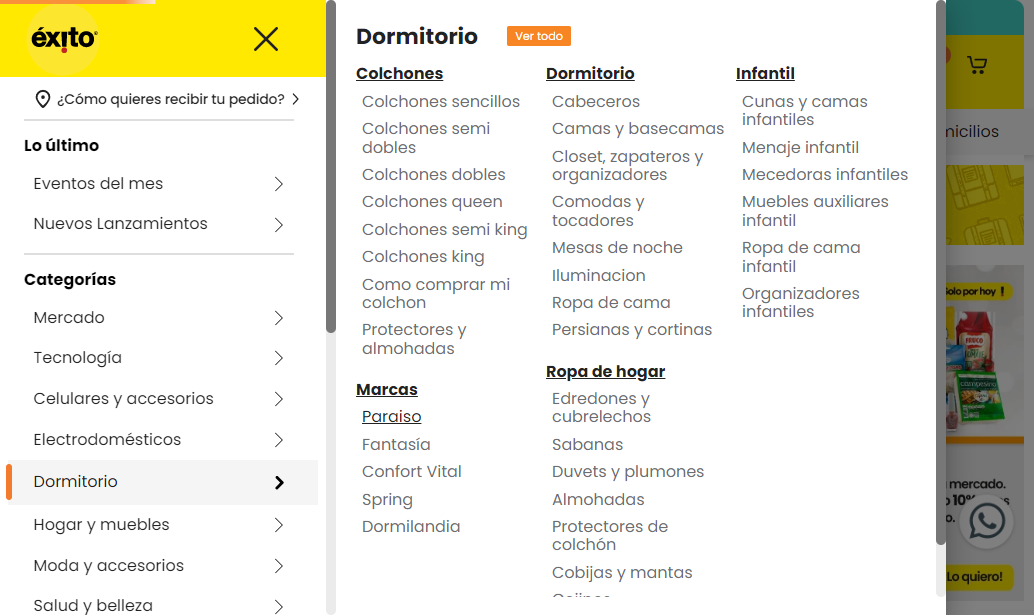 éxito
¿Cómo quieres recibir tu pedido?
Lo último
Eventos del mes
Nuevos Lanzamientos
Categorías
Mercado
Tecnología
Celulares y accesorios
Electrodomésticos
Dormitorio
Hogar y muebles
Moda y accesorios
Salud y belleza
Dormitorio
Ver todo
Colchones
Colchones sencillos
Colchones semi
dobles
Colchones dobles
Colchones queen
Colchones semi king
Colchones king
Como comprar mi
colchon
Protectores y
almohadas
Marcas
Paraiso
Fantasía
Confort Vital
Spring
Dormilandia
Dormitorio
Cabeceros
Camas y basecamas
Closet, zapateros y
organizadores
Comodas y
tocadores
Mesas de noche
Iluminacion
Ropa de cama
Persianas y cortinas
Ropa de hogar
Edredones y
cubrelechos
Sabanas
Duvets y plumones
Almohadas
Protectores de
colchón
Cobijas y mantas
Infantil
Cunas y camas
infantiles
Menaje infantil
Mecedoras infantiles
Muebles auxiliares
infantil
Ropa de cama
infantil
Organizadores
infantiles
micilios
olo por hoy !
mercado.
10%
Lo quiero!